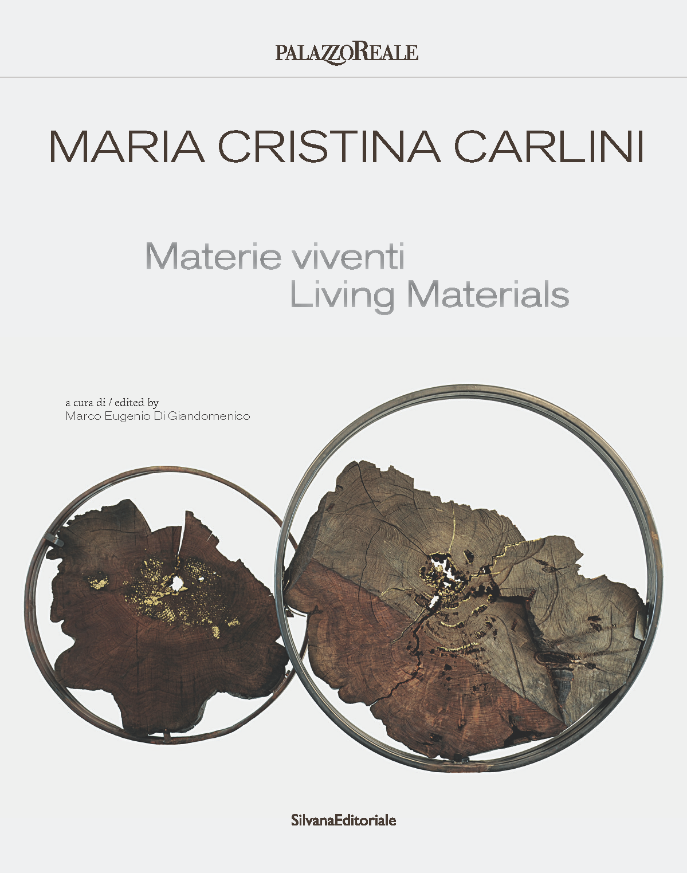 PALAZZOREALE
MARIA CRISTINA CARLINI
Materie viventi
Living Materials
a cura di / edited by
Marco Eugenio Di Giandomenico
SilvanaEditoriale